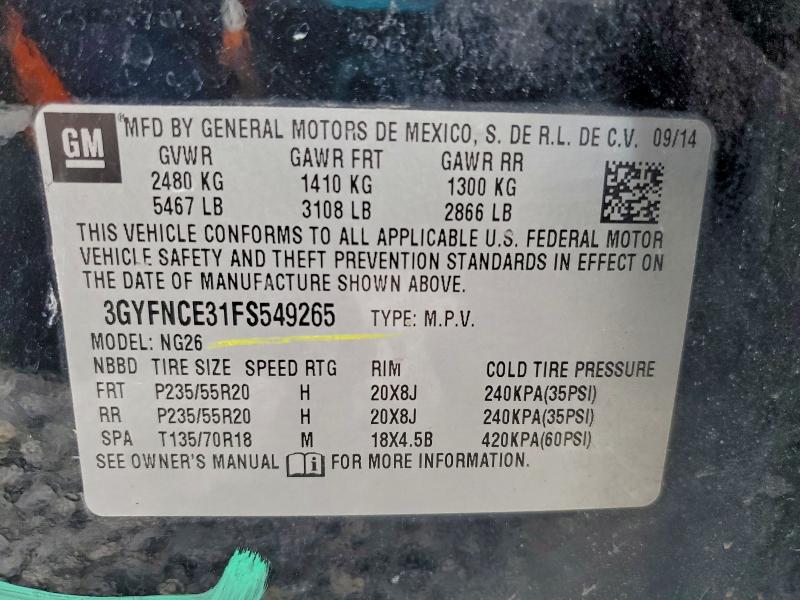 GM
MFD BY GENERAL MOTORS DE MEXICO, S. DE R.L. DE C.V. 09/14
GVWR GAWR FRT GAWR RR
2480 KG 1410 KG 1300 KG
5467 LB 3108 LB 2866 LB
THIS VEHICLE CONFORMS TO ALL APPLICABLE U.S. FEDERAL MOTOR
VEHICLE SAFETY AND THEFT PREVENTION STANDARDS IN EFFECT ON
THE DATE OF MANUFACTURE SHOWN ABOVE.
3GYFNCE31FS549265 TYPE: M.P.V.
MODEL: NG26
NBBD TIRE SIZE SPEED RTG RIM COLD TIRE PRESSURE
FRT P235/55R20 H 20X8J 240KPA(35PSI)
RR P235/55R20 H 20X8J 240KPA(35PSI)
SPA T135/70R18 M 18X4.5B 420KPA(60PSI)
SEE OWNER'S MANUAL i FOR MORE INFORMATION.